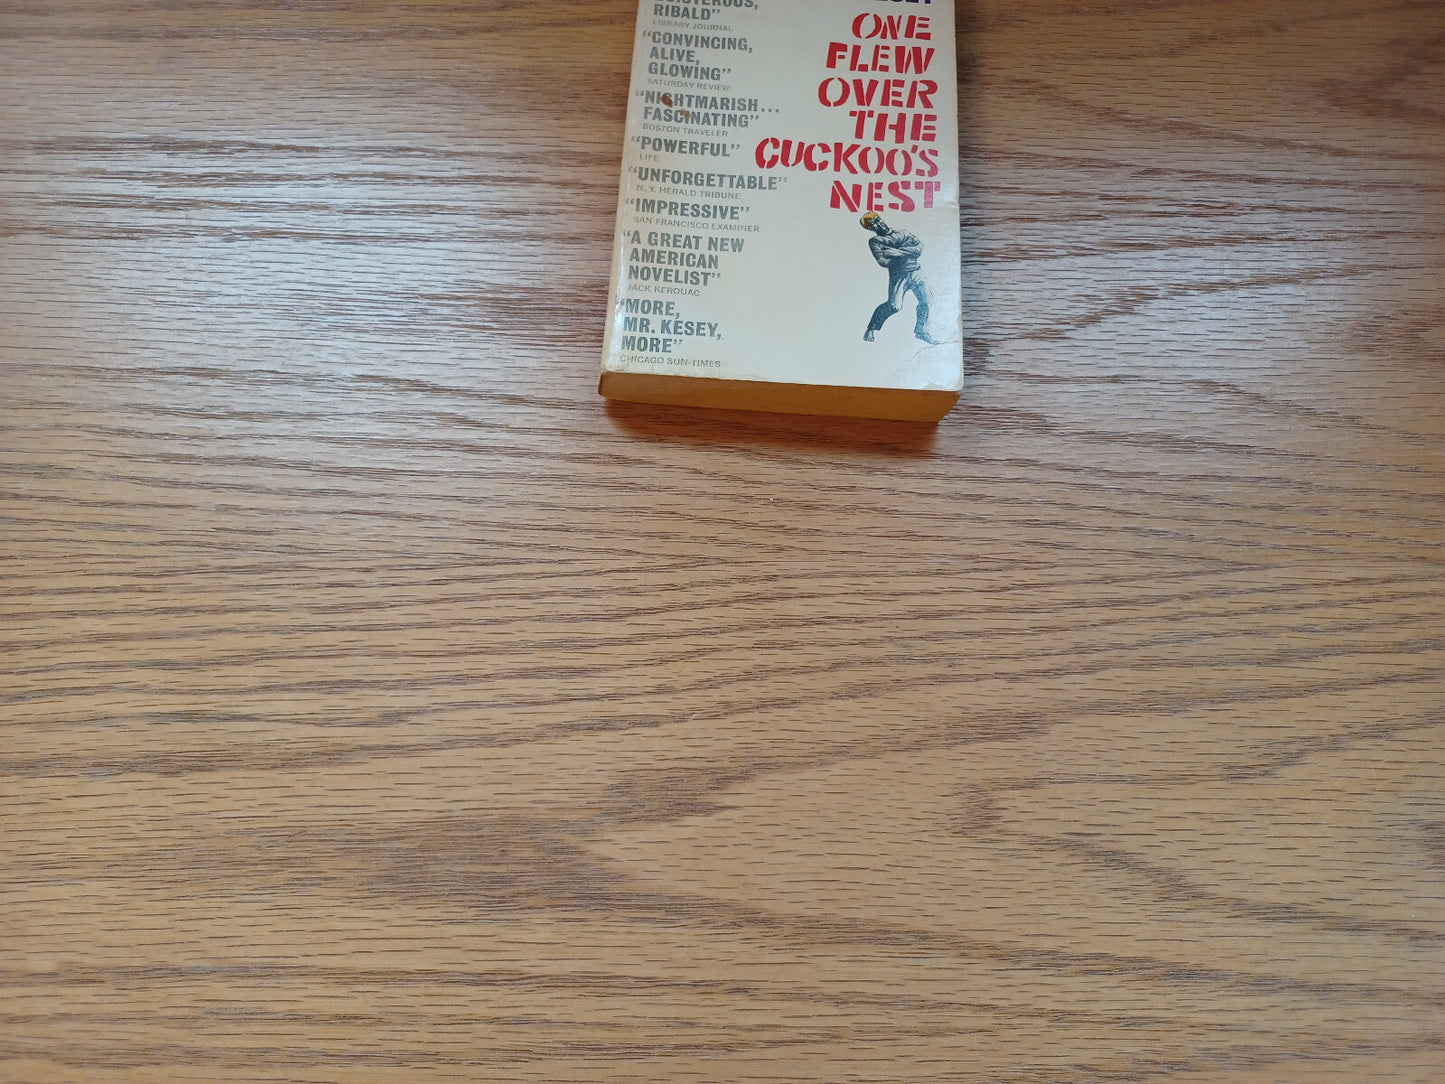 RIBALD"
LIBRARY JOURNAL
"CONVINCING,
ALIVE,
GLOWING"
SATURDAY REVIEW
"NIGHTMARISH...
FASCINATING"
BOSTON TRAVELER
"POWERFUL"
LIFE
"UNFORGETTABLE"
N. Y. HERALD TRIBUNE
"IMPRESSIVE"
SAN FRANCISCO EXAMINER
"A GREAT NEW
AMERICAN
NOVELIST"
JACK KEROUAC
"MORE,
MR. KESEY,
MORE"
CHICAGO SUN-TIMES
ONE
FLEW
OVER
THE
CUCKOO'S
NEST